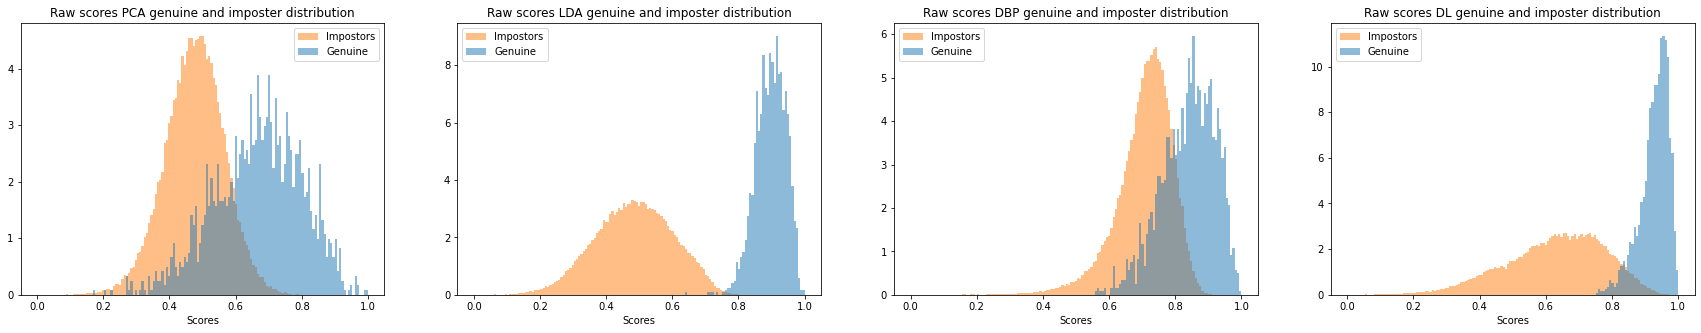 Raw scores PCA genuine and imposter distribution
Impostors
Genuine
4
3
2
1
0
0.0 0.2 0.4 0.6 0.8 1.0
Scores
Raw scores LDA genuine and imposter distribution
Impostors
Genuine
8
6
4
2
0
0.0 0.2 0.4 0.6 0.8 1.0
Scores
Raw scores DBP genuine and imposter distribution
Impostors
Genuine
6
5
4
3
2
1
0
0.0 0.2 0.4 0.6 0.8 1.0
Scores
Raw scores DL genuine and imposter distribution
Impostors
Genuine
10
8
6
4
2
0
0.0 0.2 0.4 0.6 0.8 1.0
Scores